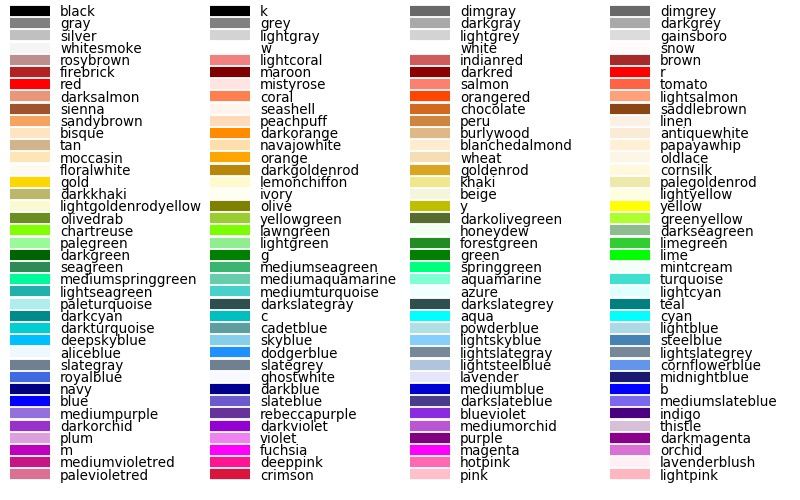 black k dimgray dimgrey
gray grey darkgray darkgrey
silver lightgray lightgrey gainsboro
whitesmoke w white snow
rosybrown lightcoral indianred brown
firebrick maroon darkred r
red mistyrose salmon tomato
darksalmon coral orangered lightsalmon
sienna seashell chocolate saddlebrown
sandybrown peachpuff peru linen
bisque darkorange burlywood antiquewhite
tan navajowhite blanchedalmond papayawhip
moccasin orange wheat oldlace
floralwhite darkgoldenrod goldenrod cornsilk
gold lemonchiffon khaki palegoldenrod
darkkhaki ivory beige lightyellow
lightgoldenrodyellow olive y yellow
olivedrab yellowgreen darkolivegreen greenyellow
chartreuse lawngreen honeydew darkseagreen
palegreen lightgreen forestgreen limegreen
darkgreen g green lime
seagreen mediumseagreen springgreen mintcream
mediumspringgreen mediumaquamarine aquamarine turquoise
lightseagreen mediumturquoise azure lightcyan
paleturquoise darkslategray darkslategrey teal
darkcyan c aqua cyan
darkturquoise cadetblue powderblue lightblue
deepskyblue skyblue lightskyblue steelblue
aliceblue dodgerblue lightslategray lightslategrey
slategray slategrey lightsteelblue cornflowerblue
royalblue ghostwhite lavender midnightblue
navy darkblue mediumblue b
blue slateblue darkslateblue mediumslateblue
mediumpurple rebeccapurple blueviolet indigo
darkorchid darkviolet mediumorchid thistle
plum violet purple darkmagenta
m fuchsia magenta orchid
mediumvioletred deeppink hotpink lavenderblush
palevioletred crimson pink lightpink